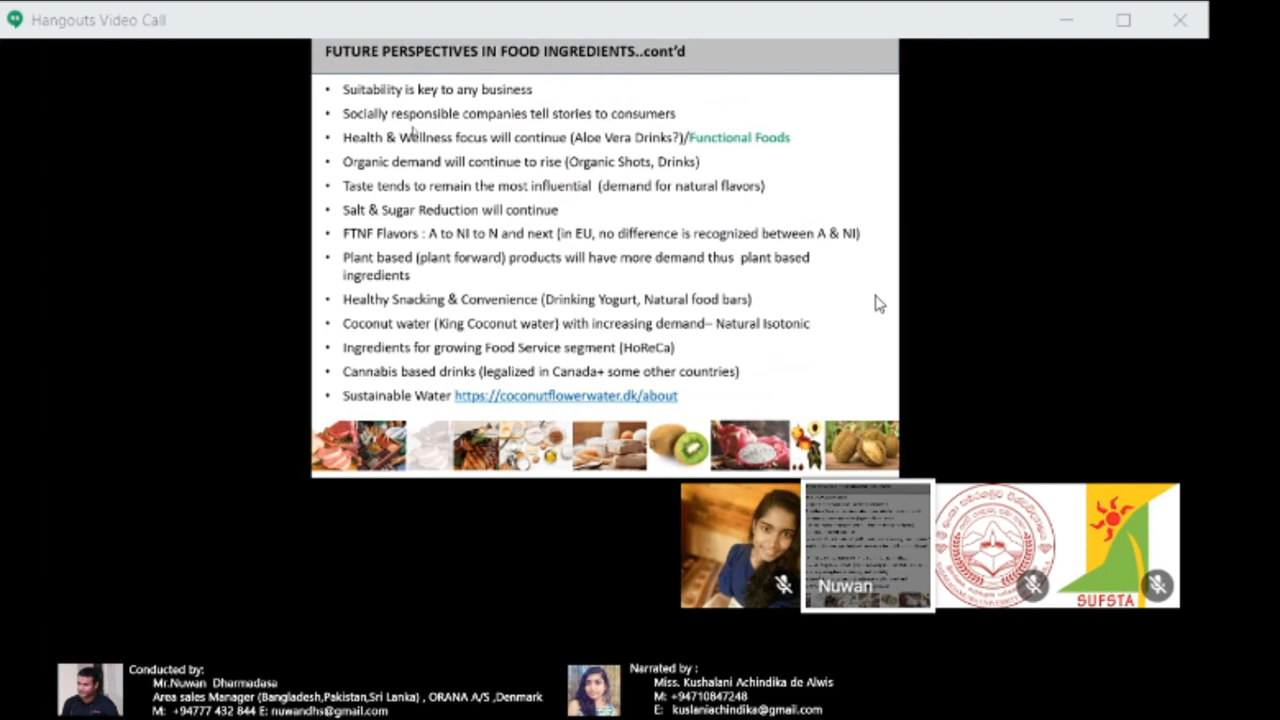 Hangouts Video Call
FUTURE PERSPECTIVES IN FOOD INGREDIENTS..cont'd
• Suitability is key to any business
• Socially responsible companies tell stories to consumers
• Health & Wellness focus will continue (Aloe Vera Drinks?)/Functional Foods
• Organic demand will continue to rise (Organic Shots, Drinks)
• Taste tends to remain the most influential (demand for natural flavors)
• Salt & Sugar Reduction will continue
• FTNF Flavors : A to NI to N and next (in EU, no difference is recognized between A & NI)
• Plant based (plant forward) products will have more demand thus plant based
ingredients
• Healthy Snacking & Convenience (Drinking Yogurt, Natural food bars)
• Coconut water (King Coconut water) with increasing demand– Natural Isotonic
• Ingredients for growing Food Service segment (HoReCa)
• Cannabis based drinks (legalized in Canada+ some other countries)
• Sustainable Water https://coconutflowerwater.dk/about
Nuwan
SUFSTA
Conducted by:
Mr.Nuwan Dharmadasa
Area sales Manager (Bangladesh,Pakistan,Sri Lanka) , ORANA A/S ,Denmark
M: +94777 432 844 E: nuwandhs@gmail.com
Narrated by :
Miss. Kushalani Achindika de Alwis
M: +94710847248
E: kuslaniachindika@gmail.com